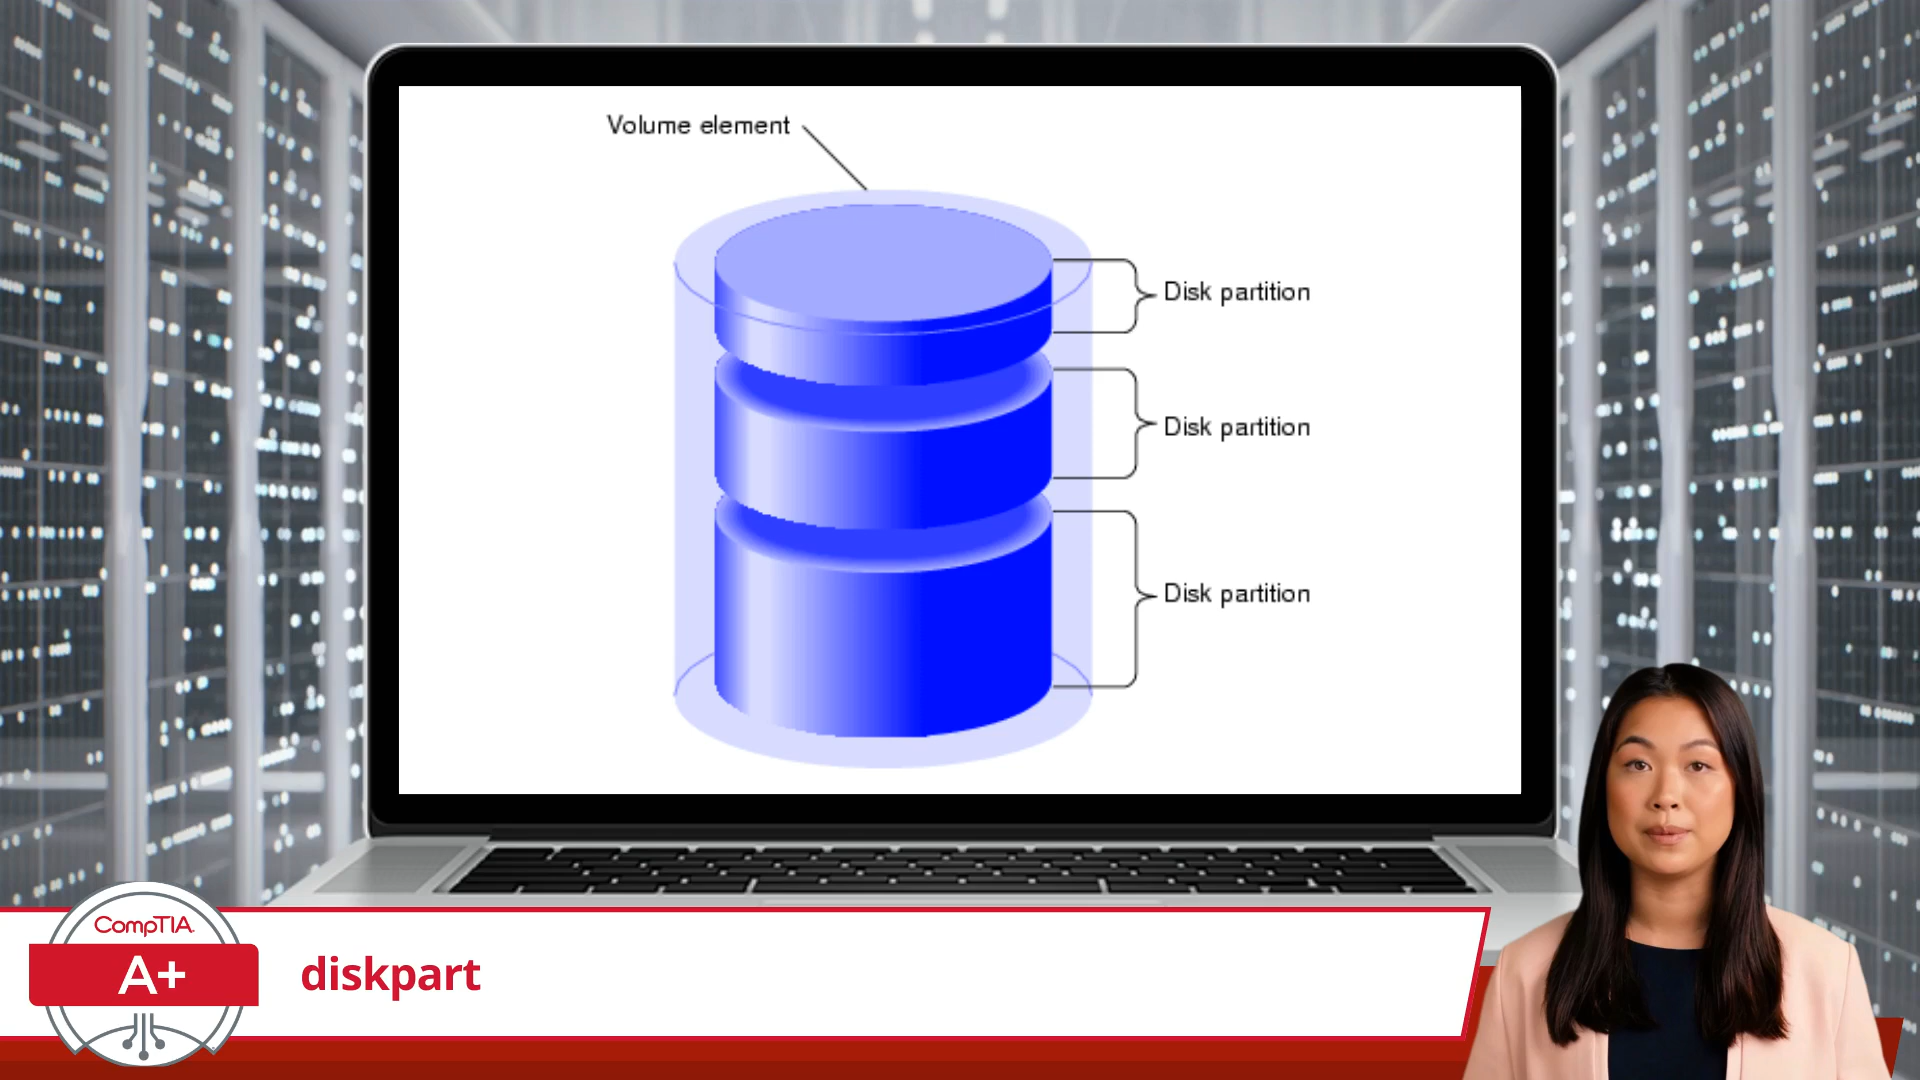 Volume element
Disk partition
Disk partition
Disk partition
CompTIA.
A+
diskpart